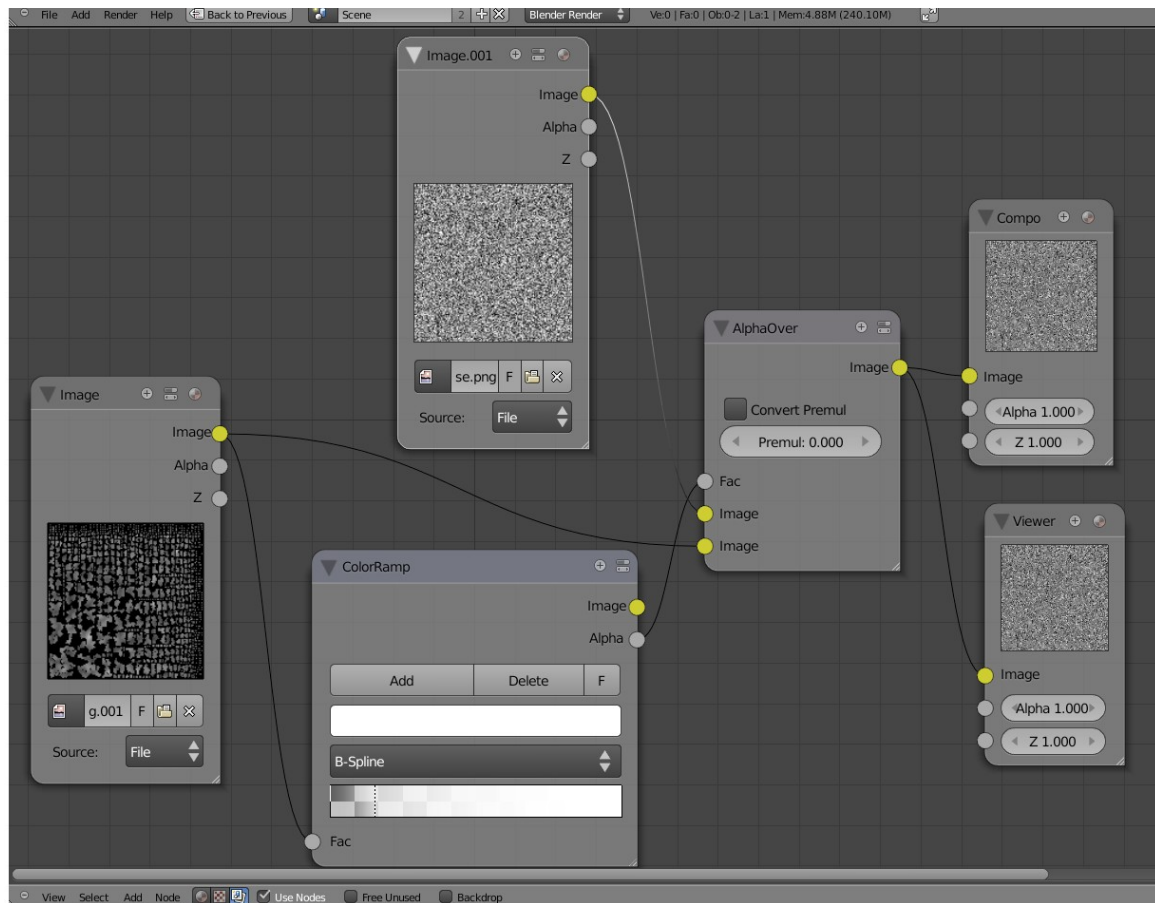 File Add Render Help Back to Previous Scene 2 Blender Render Ve:0 | Fa:0 | Ob:0-2 | La:1 | Mem:4.88M (240.10M)
Image.001
Image
Alpha
Z
se.png F
Source: File
Image
Image
Alpha
Z
g.001 F
Source: File
ColorRamp
Image
Alpha
Add Delete F
B-Spline
Fac
AlphaOver
Image
Convert Premul
Premul: 0.000
Fac
Image
Image
Compo
Image
Alpha 1.000
Z 1.000
Viewer
Image
Alpha 1.000
Z 1.000
View Select Add Node Use Nodes Free Unused Backdrop